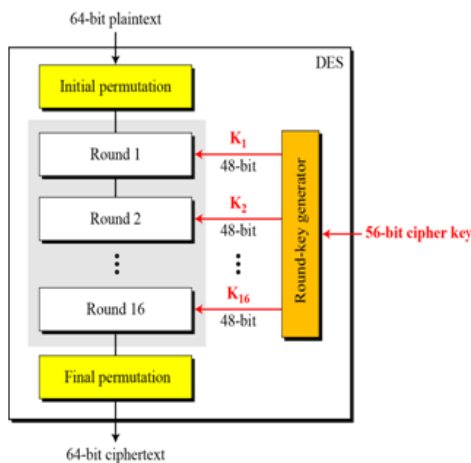 64-bit plaintext
DES
Initial permutation
K1
Round 1
48-bit
K2
Round 2
48-bit
Round-key generator
56-bit cipher key
K16
Round 16
48-bit
Final permutation
64-bit ciphertext